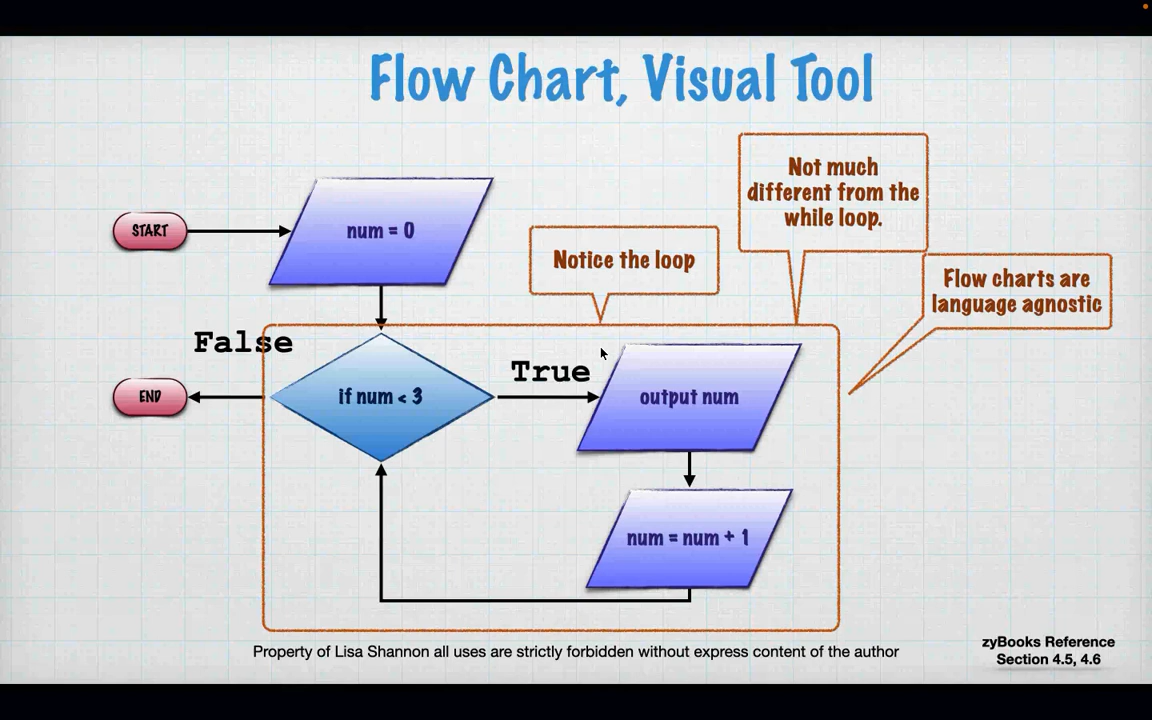 Flow Chart, Visual Tool
Not much
different from the
while loop.
START
num = 0
Notice the loop
Flow charts are
language agnostic
False
True
END
if num < 3
output num
num = num + 1
Property of Lisa Shannon all uses are strictly forbidden without express content of the author
zyBooks Reference
Section 4.5, 4.6